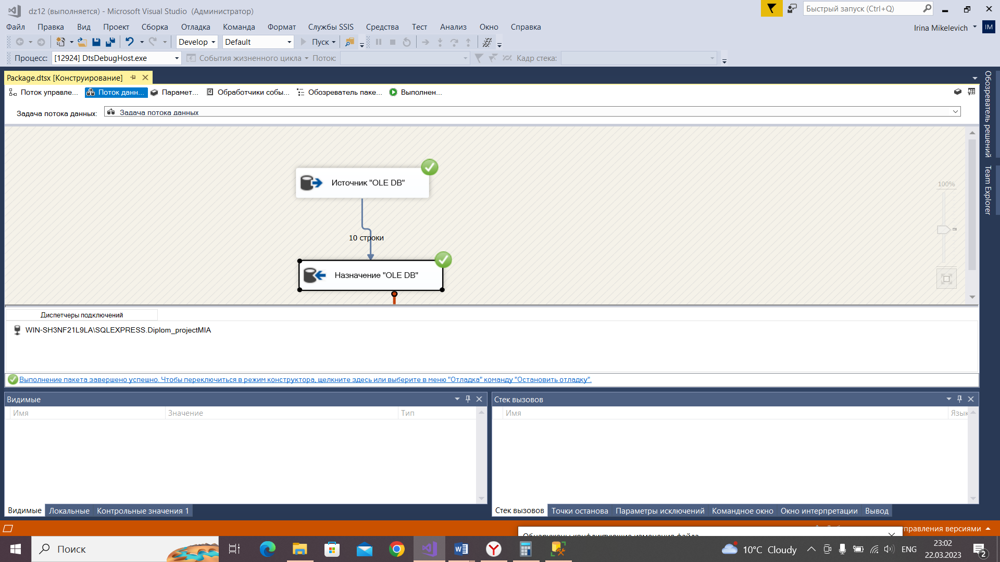 dz12 (выполняется) - Microsoft Visual Studio (Администратор)
Быстрый запуск (Ctrl+Q)
Файл Правка Вид Проект Сборка Отладка Команда Формат Службы SSIS Средства Тест Анализ Окно Справка
Irina Mikelevich IM
Develop Default Пуск
Процесс: [12924] DtsDebugHost.exe События жизненного цикла Поток: Кадр стека:
Package.dtsx [Конструирование]
Поток управле... Поток данн... Парамет... Обработчики собы... Обозреватель паке... Выполнен...
Задача потока данных: Задача потока данных
Обозреватель решений
Team Explorer
Источник "OLE DB"
100%
10 строки
Назначение "OLE DB"
Диспетчеры подключений
WIN-SH3NF21L9LA\SQLEXPRESS.Diplom_projectMIA
Выполнение пакета завершено успешно. Чтобы переключиться в режим конструктора, щелкните здесь или выберите в меню "Отладка" команду "Остановить отладку".
Видимые
Имя Значение Тип
Стек вызовов
Имя Язык
Видимые Локальные Контрольные значения 1
Стек вызовов Точки останова Параметры исключений Командное окно Окно интерпретации Вывод
Обнаружены конфликтующие изменения файла
правления версиями
Поиск
10°C Cloudy
ENG
23:02
22.03.2023
2